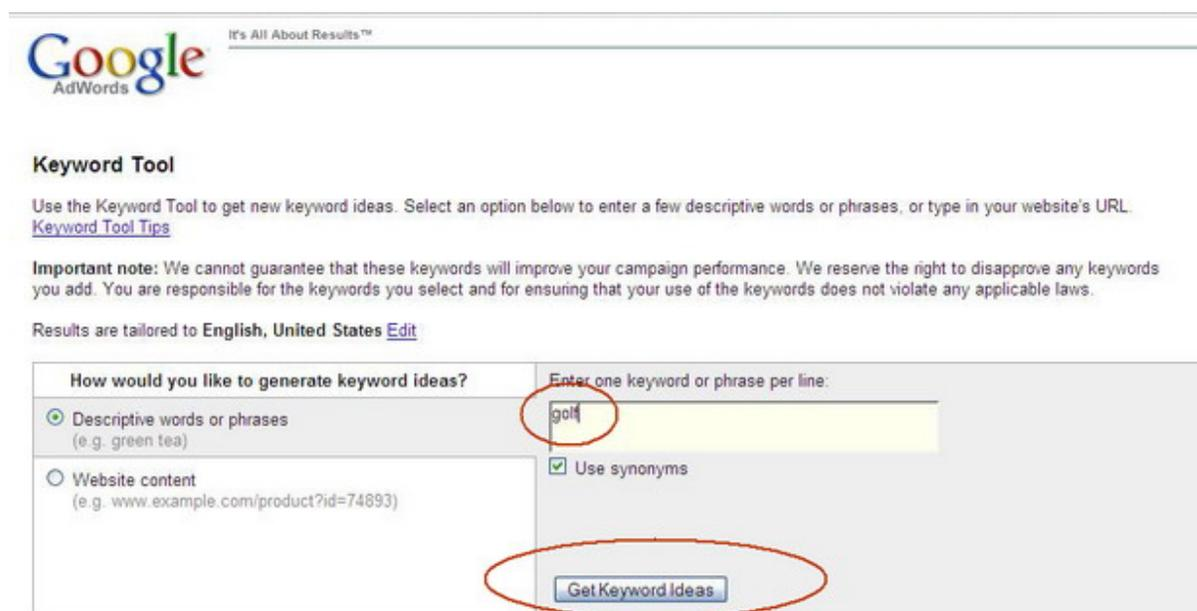 It's All About Results™
Google
AdWords
Keyword Tool
Use the Keyword Tool to get new keyword ideas. Select an option below to enter a few descriptive words or phrases, or type in your website's URL.
Keyword Tool Tips
Important note: We cannot guarantee that these keywords will improve your campaign performance. We reserve the right to disapprove any keywords
you add. You are responsible for the keywords you select and for ensuring that your use of the keywords does not violate any applicable laws.
Results are tailored to English, United States Edit
How would you like to generate keyword ideas?
Descriptive words or phrases
(e.g. green tea)
Website content
(e.g. www.example.com/product?id=74893)
Enter one keyword or phrase per line:
golf
Use synonyms
Get Keyword Ideas